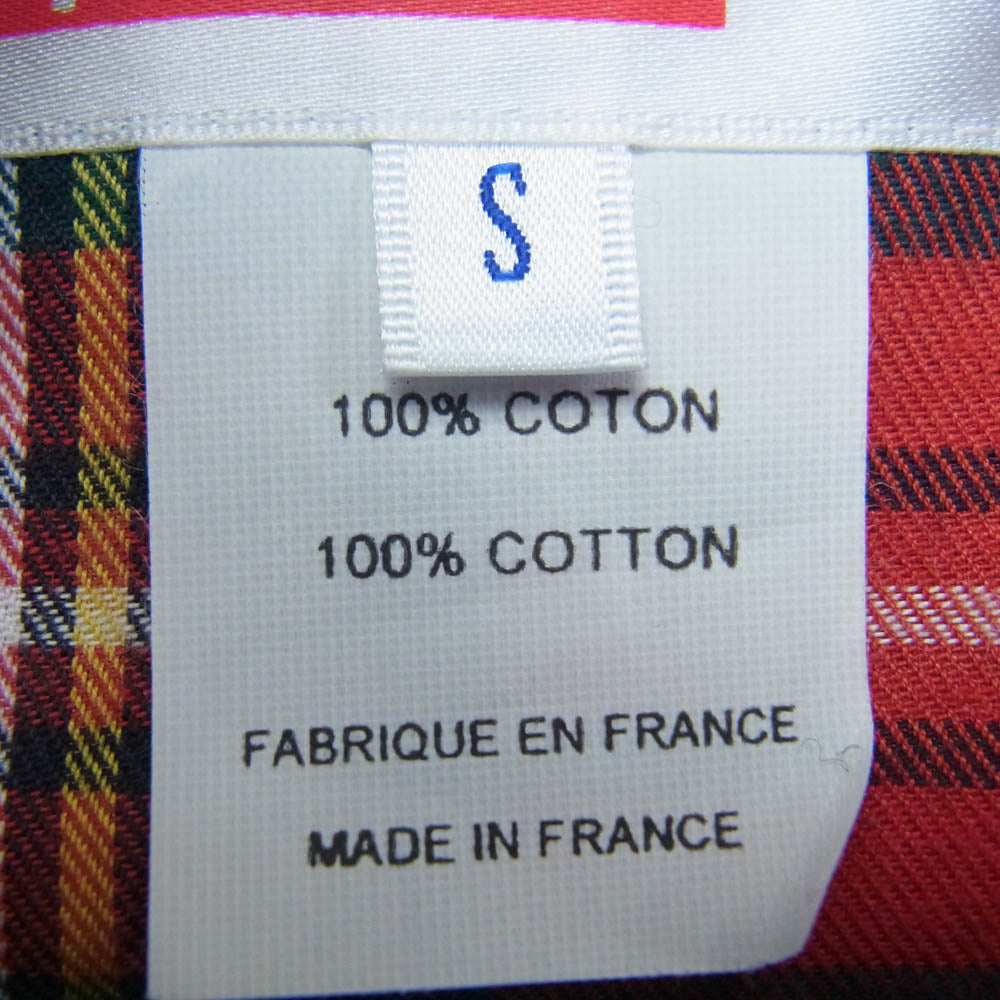 S
100% COTON
100% COTTON
FABRIQUE EN FRANCE
MADE IN FRANCE